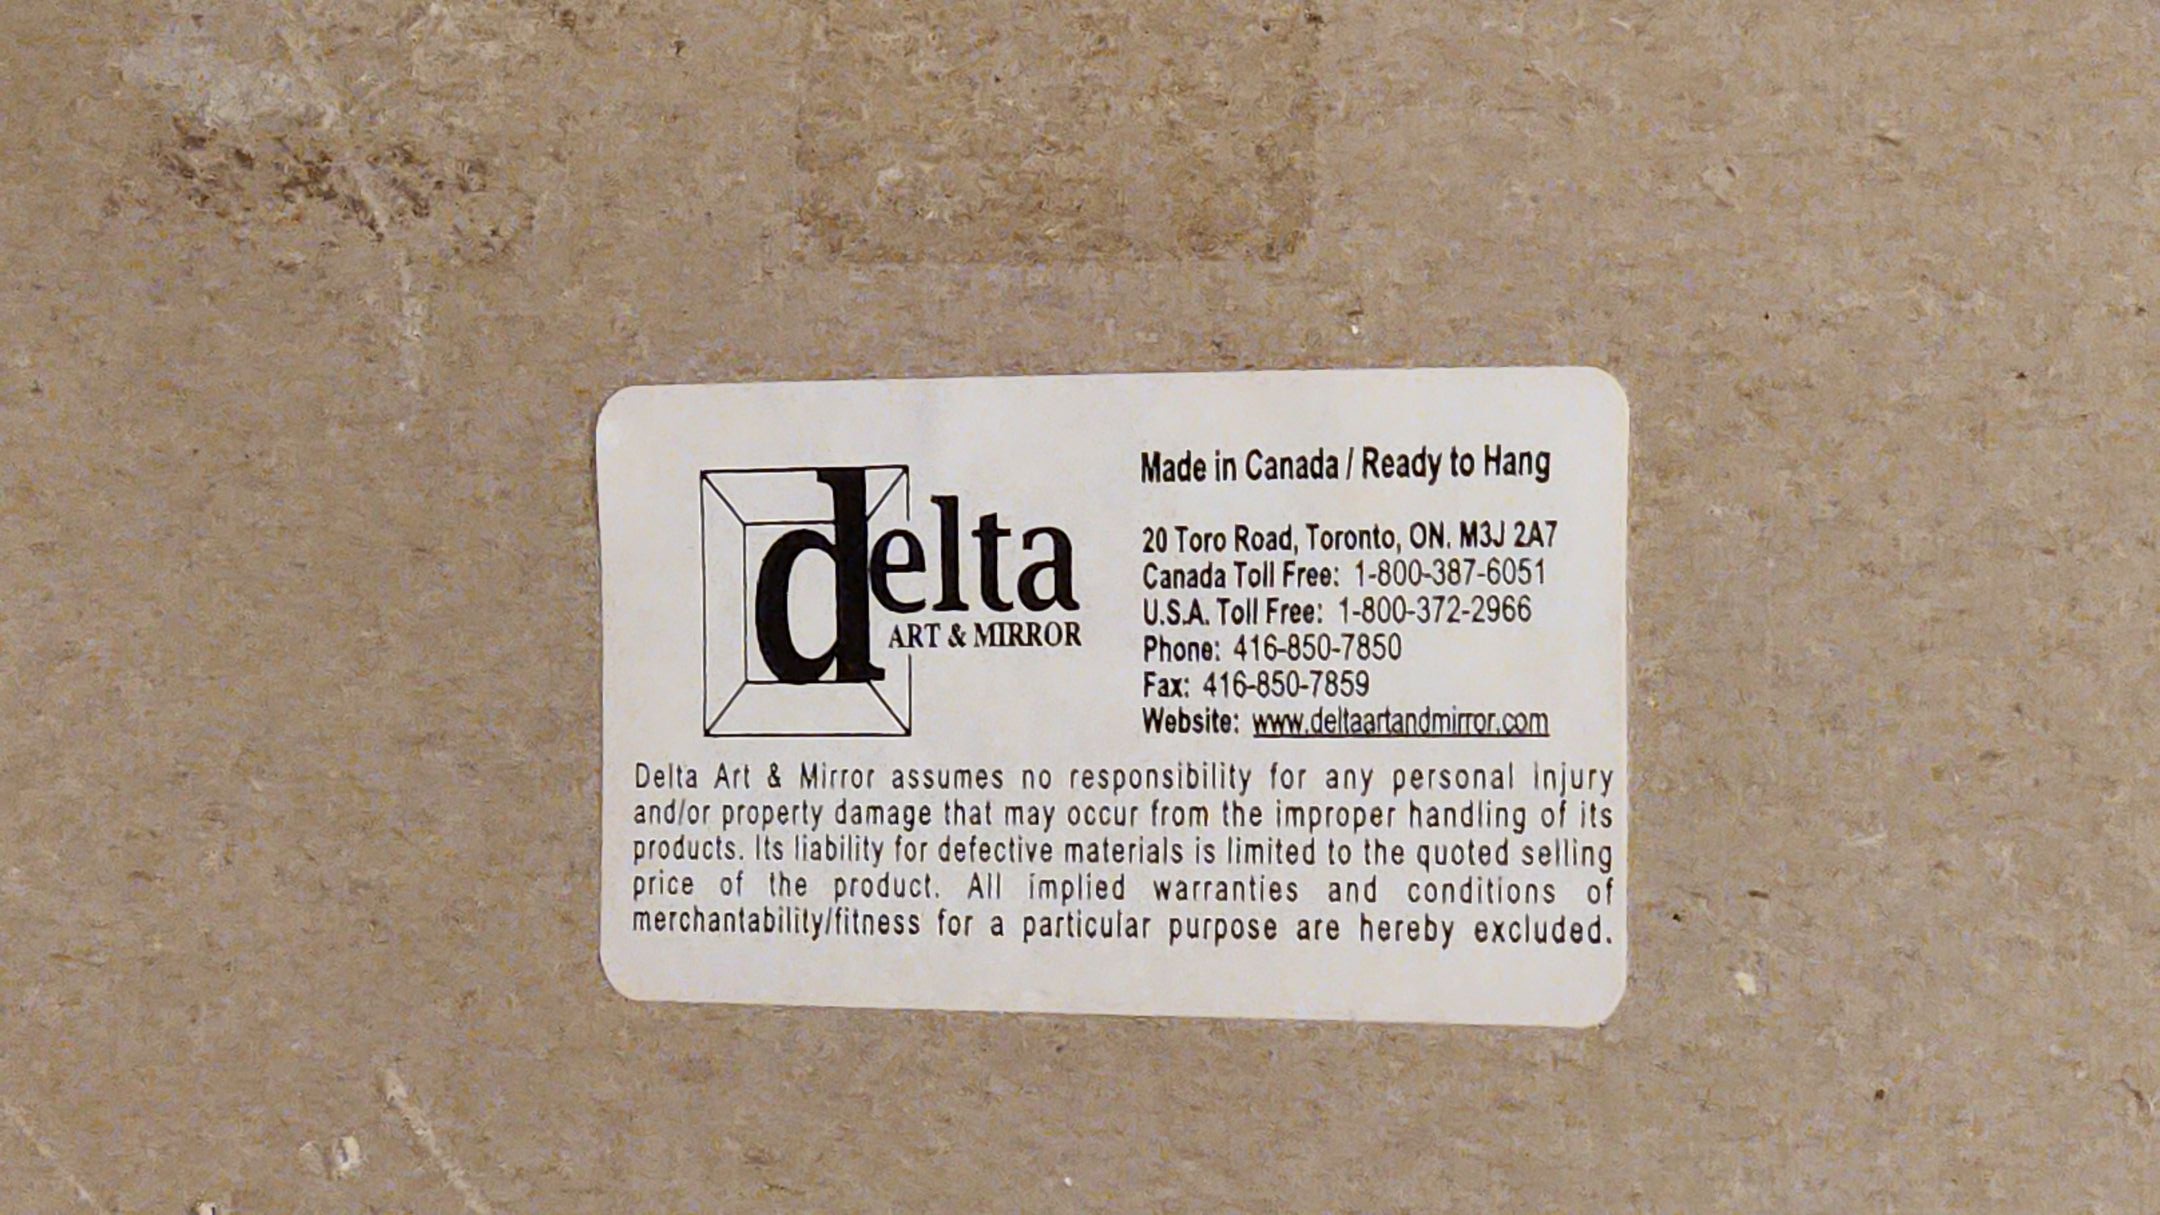 delta
ART & MIRROR
Made in Canada / Ready to Hang
20 Toro Road, Toronto, ON. M3J 2A7
Canada Toll Free: 1-800-387-6051
U.S.A. Toll Free: 1-800-372-2966
Phone: 416-850-7850
Fax: 416-850-7859
Website: www.deltaartandmirror.com
Delta Art & Mirror assumes no responsibility for any personal injury
and/or property damage that may occur from the improper handling of its
products. Its liability for defective materials is limited to the quoted selling
price of the product. All implied warranties and conditions of
merchantability/fitness for a particular purpose are hereby excluded.